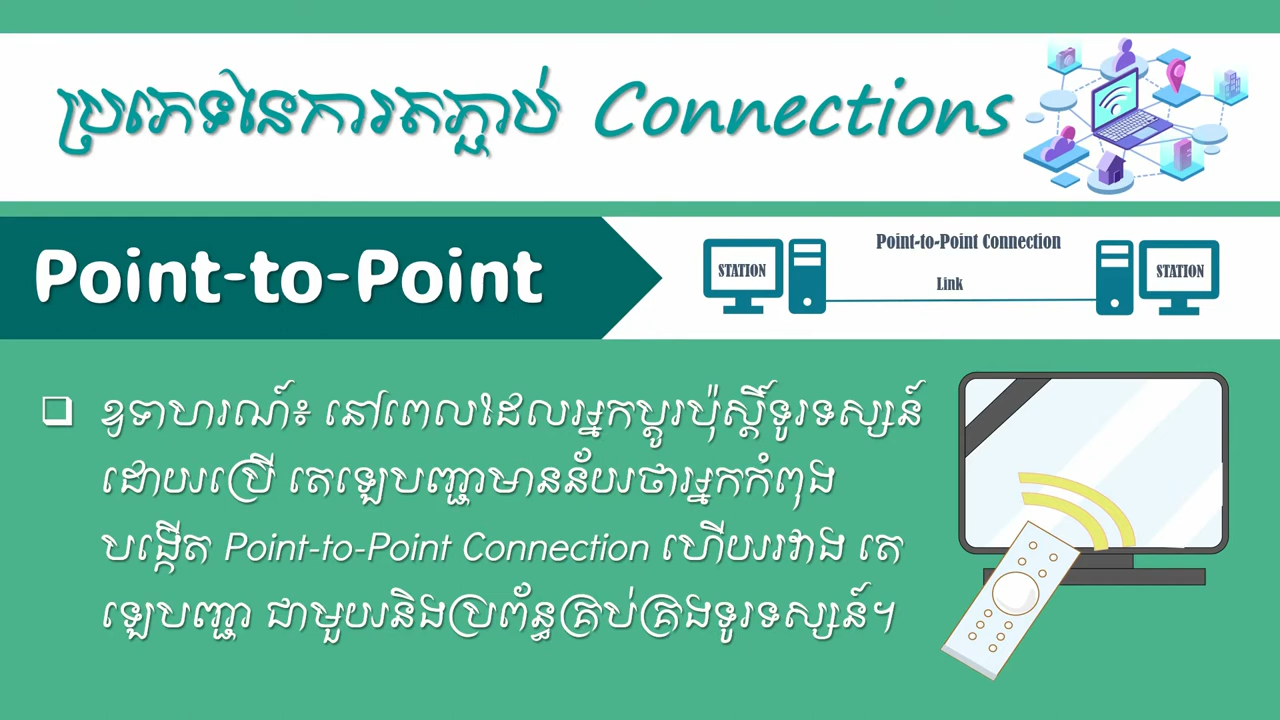 ប្រភេទនៃការតភ្ជាប់ Connections
Point-to-Point
Point-to-Point Connection
STATION
Link
STATION
❑ ឧទាហរណ៍៖ នៅពេលដែលអ្នកប្តូរប៉ុស្តិ៍ទូរទស្សន៍
ដោយប្រើ តេឡេបញ្ជាមានន័យថាអ្នកកំពុង
បង្កើត Point-to-Point Connection ហើយរវាង តេ
ឡេបញ្ជា ជាមួយនិងប្រព័ន្ធគ្រប់គ្រងទូរទស្សន៍។